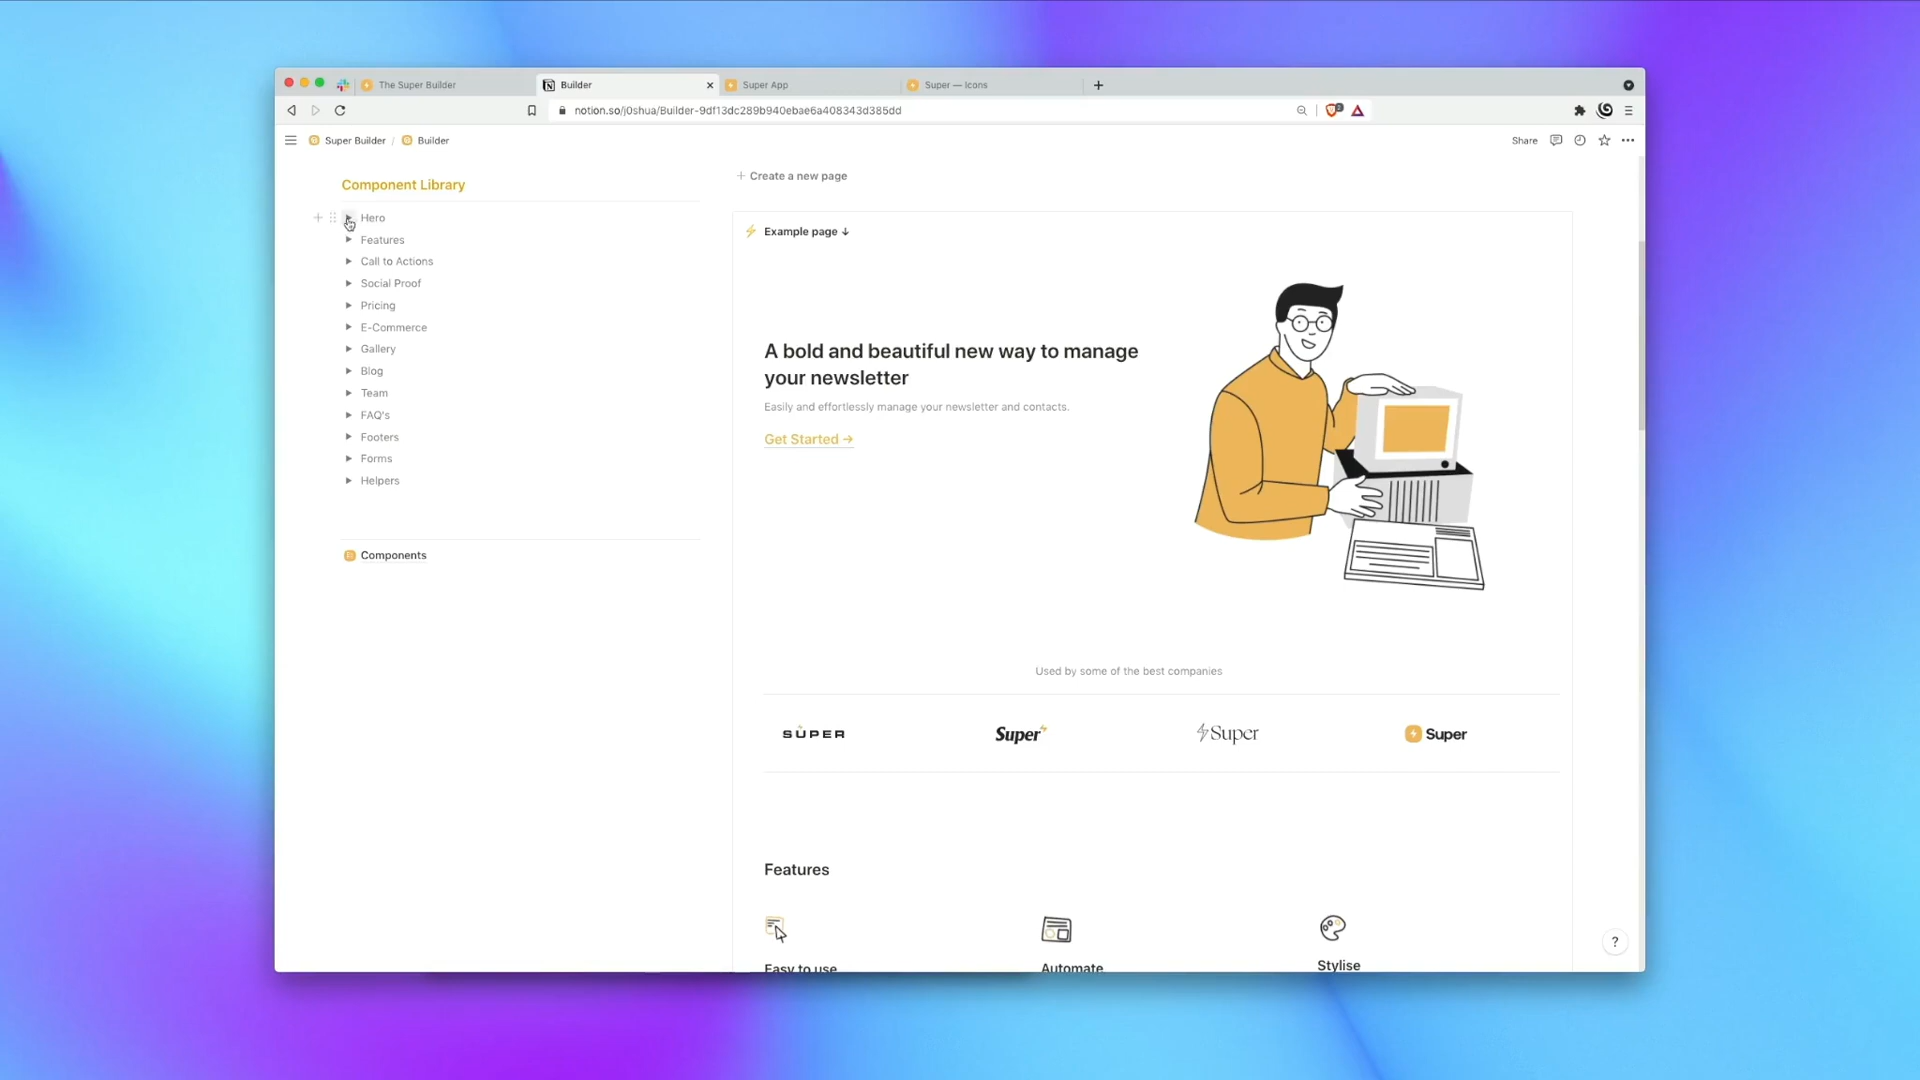 The Super Builder
Builder
Super App
Super — Icons
notion.so/j0shua/Builder-9df13dc289b940ebae6a408343d385dd
2
Super Builder / Builder
Share
Component Library
Hero
Features
Call to Actions
Social Proof
Pricing
E-Commerce
Gallery
Blog
Team
FAQ's
Footers
Forms
Helpers
Components
+ Create a new page
Example page ↓
A bold and beautiful new way to manage
your newsletter
Easily and effortlessly manage your newsletter and contacts.
Get Started →
Used by some of the best companies
SUPER
Super
Super
Super
Features
Easy to use
Automate
Stylise
?